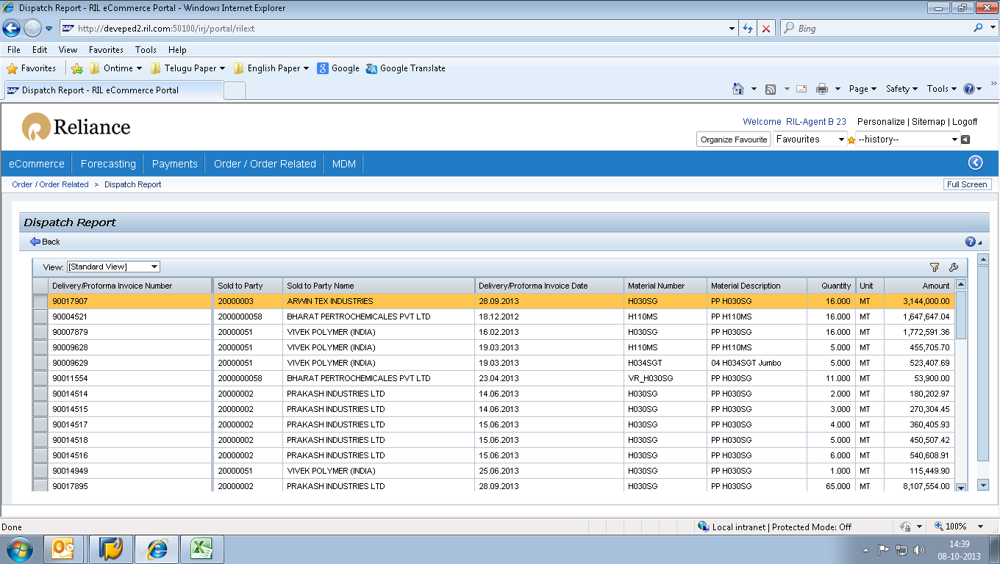 Dispatch Report - RIL eCommerce Portal - Windows Internet Explorer
http://deveped2.ril.com:50100/irj/portal/rilext
Bing
File Edit View Favorites Tools Help
Favorites Ontime Telugu Paper English Paper Google Google Translate
Dispatch Report - RIL eCommerce Portal
Page Safety Tools
Reliance
Welcome RIL-Agent B 23 Personalize | Sitemap | Logoff
Organize Favourite Favourites --history--
eCommerce Forecasting Payments Order / Order Related MDM
Order / Order Related > Dispatch Report Full Screen
Dispatch Report
Back
View: [Standard View]
Delivery/Proforma Invoice Number Sold to Party Sold to Party Name Delivery/Proforma Invoice Date Material Number Material Description Quantity Unit Amount
90017907 20000003 ARWIN TEX INDUSTRIES 28.09.2013 H030SG PP H030SG 16.000 MT 3,144,000.00
90004521 2000000058 BHARAT PERTROCHEMICALES PVT LTD 18.12.2012 H110MS PP H110MS 16.000 MT 1,647,647.04
90007879 20000051 VIVEK POLYMER (INDIA) 16.02.2013 H030SG PP H030SG 16.000 MT 1,772,591.36
90009628 20000051 VIVEK POLYMER (INDIA) 19.03.2013 H110MS PP H110MS 5.000 MT 455,705.70
90009629 20000051 VIVEK POLYMER (INDIA) 19.03.2013 H034SGT 04 H034SGT Jumbo 5.000 MT 523,407.69
90011554 2000000058 BHARAT PERTROCHEMICALES PVT LTD 23.04.2013 VR_H030SG PP H030SG 11.000 MT 53,900.00
90014514 20000002 PRAKASH INDUSTRIES LTD 14.06.2013 H030SG PP H030SG 2.000 MT 180,202.97
90014515 20000002 PRAKASH INDUSTRIES LTD 14.06.2013 H030SG PP H030SG 3.000 MT 270,304.45
90014517 20000002 PRAKASH INDUSTRIES LTD 15.06.2013 H030SG PP H030SG 4.000 MT 360,405.93
90014518 20000002 PRAKASH INDUSTRIES LTD 15.06.2013 H030SG PP H030SG 5.000 MT 450,507.42
90014516 20000002 PRAKASH INDUSTRIES LTD 15.06.2013 H030SG PP H030SG 6.000 MT 540,608.91
90014949 20000051 VIVEK POLYMER (INDIA) 25.06.2013 H030SG PP H030SG 1.000 MT 115,449.90
90017895 20000002 PRAKASH INDUSTRIES LTD 28.09.2013 H030SG PP H030SG 65.000 MT 8,107,554.00
Done Local intranet | Protected Mode: Off 100%
14:39
08-10-2013